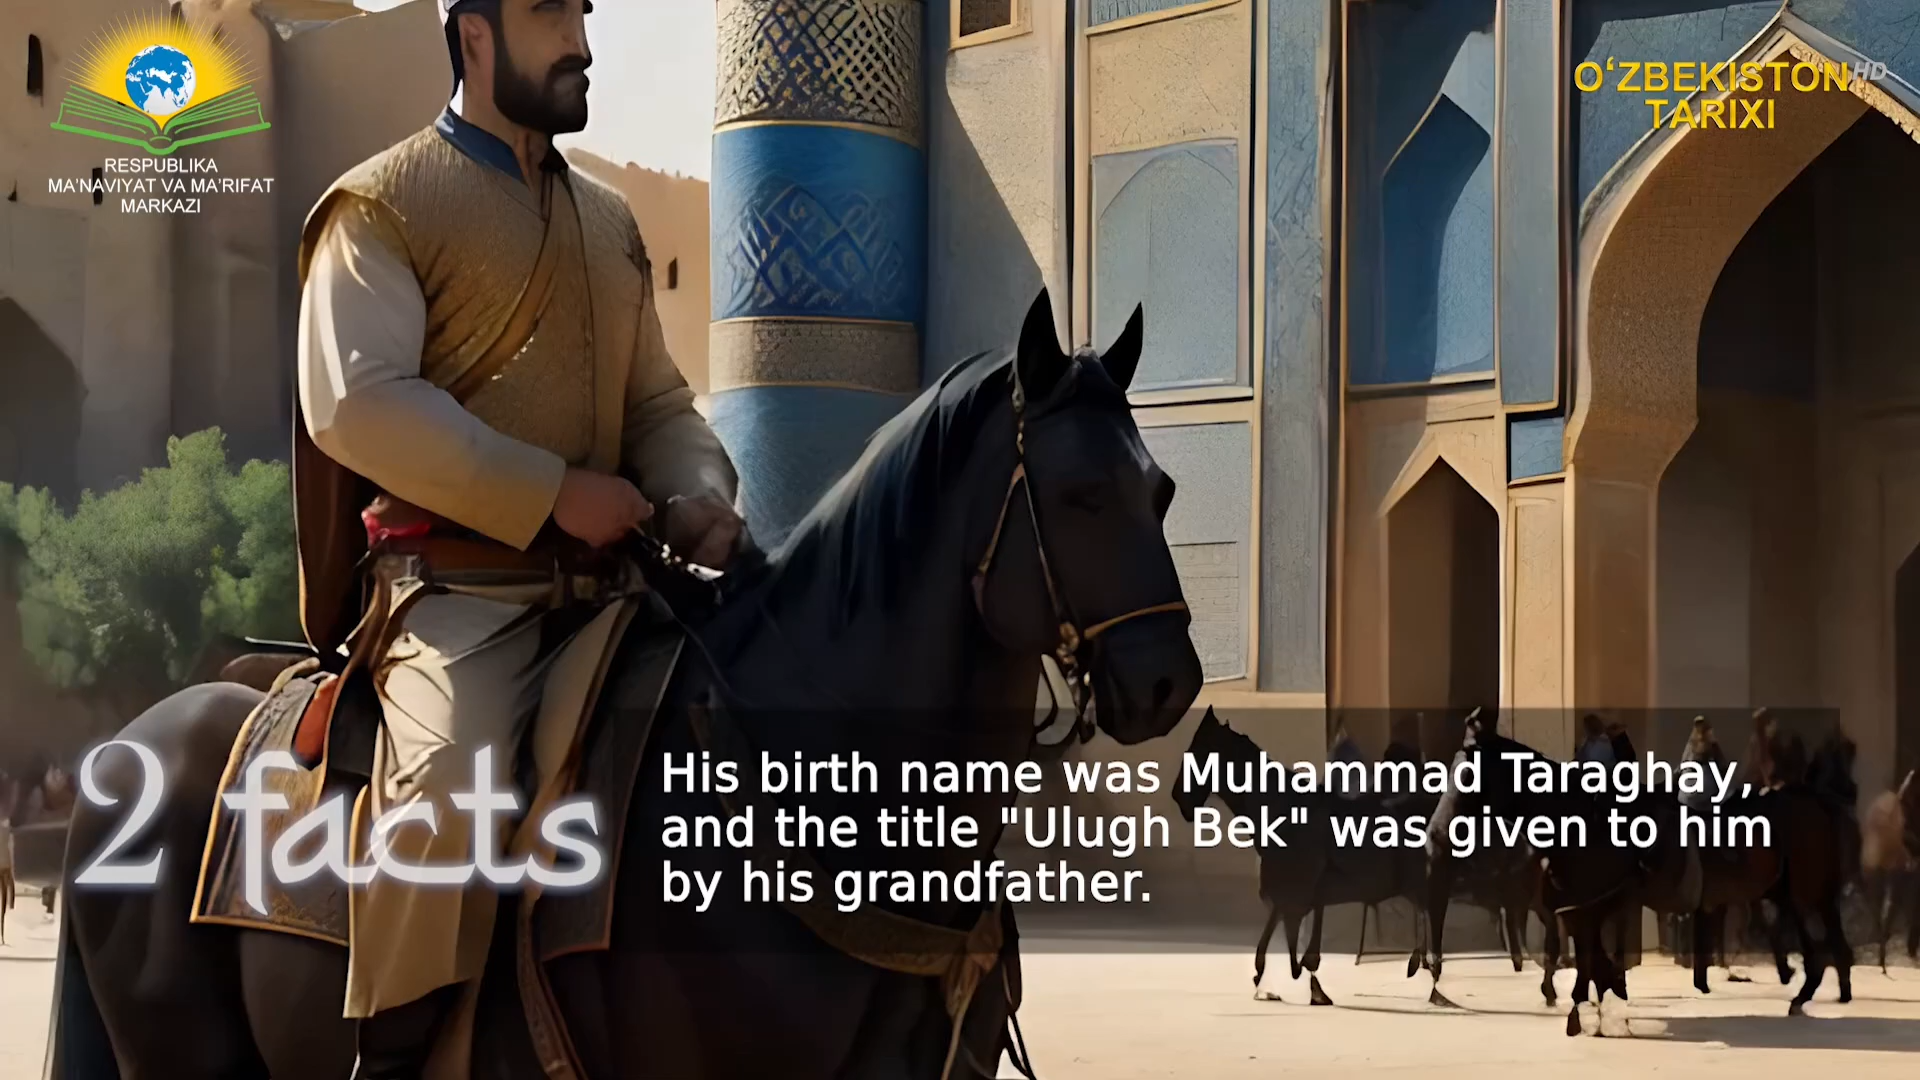 RESPUBLIKA
MA'NAVIYAT VA MA'RIFAT
MARKAZI
OʻZBEKISTON HD
TARIXI
2 facts
His birth name was Muhammad Taraghay,
and the title "Ulugh Bek" was given to him
by his grandfather.